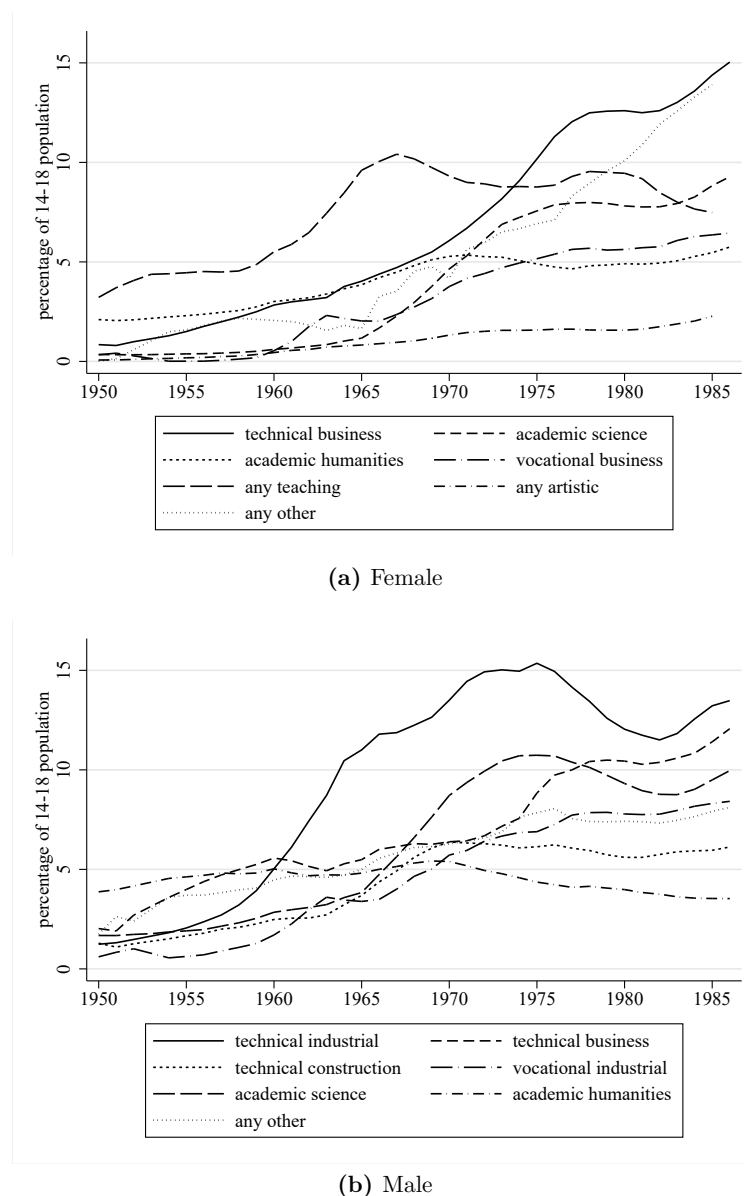 percentage of 14-18 population
15
10
5
0
1950 1955 1960 1965 1970 1975 1980 1985
technical business academic science
academic humanities vocational business
any teaching any artistic
any other
(a) Female
percentage of 14-18 population
15
10
5
0
1950 1955 1960 1965 1970 1975 1980 1985
technical industrial technical business
technical construction vocational industrial
academic science academic humanities
any other
(b) Male